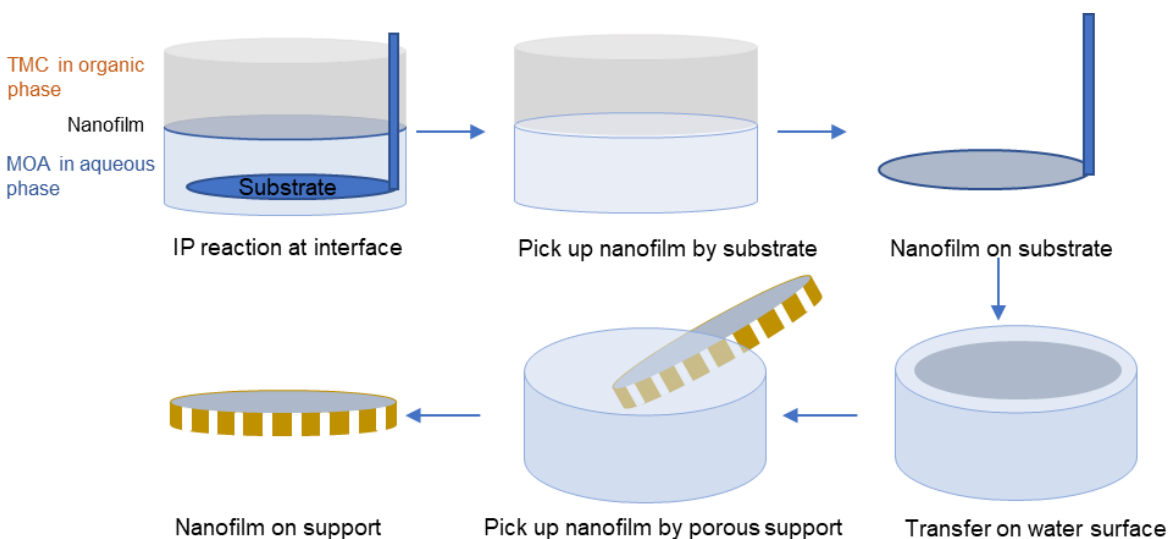 TMC in organic
phase
Nanofilm
MOA in aqueous
phase
Substrate
IP reaction at interface
Pick up nanofilm by substrate
Nanofilm on substrate
Nanofilm on support
Pick up nanofilm by porous support
Transfer on water surface